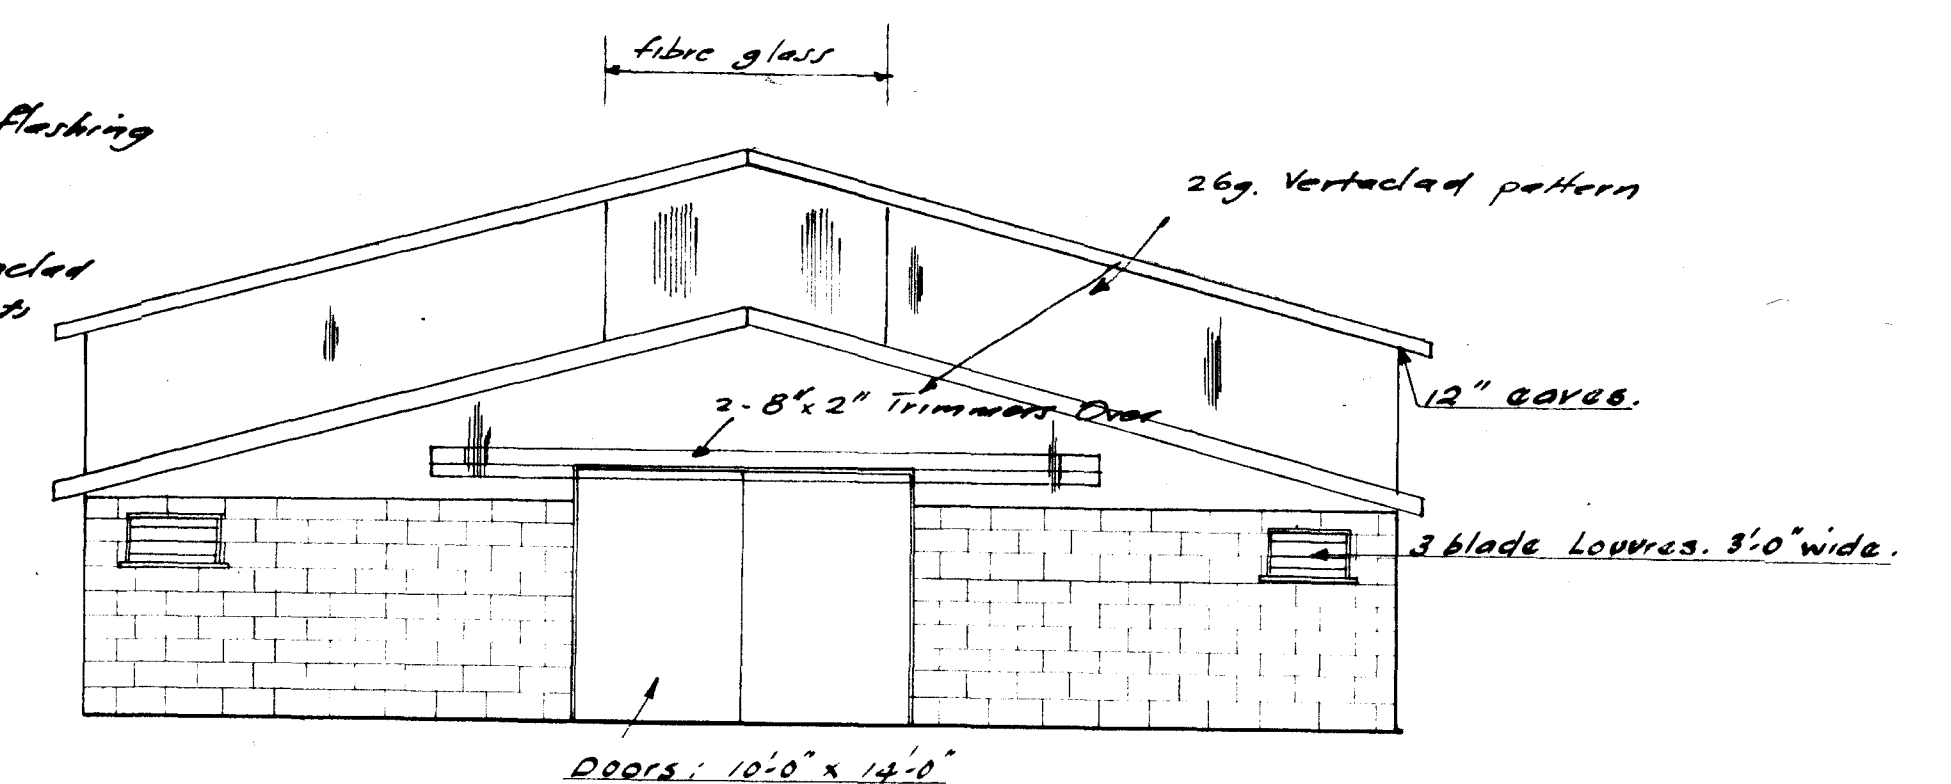 fibre glass
flashing
26g. Vertaclad pattern
12" eaves.
2-8"x 2" Trimmers Over
3 blade Louvres. 3'-0" wide.
Doors: 10'-0" x 14'-0"